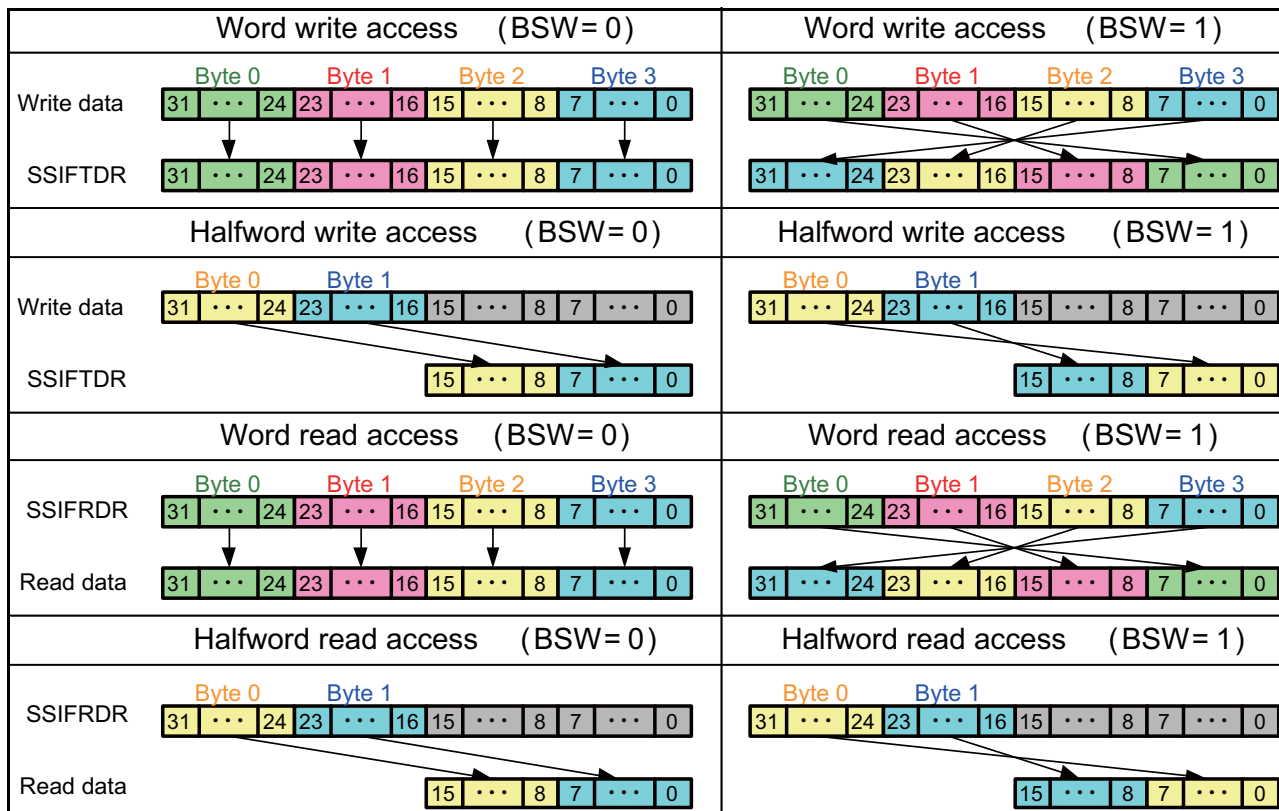 Word write access (BSW= 0) Word write access (BSW= 1)
Byte 0 Byte 1 Byte 2 Byte 3 Byte 0 Byte 1 Byte 2 Byte 3
Write data 31 ··· 24 23 ··· 16 15 ··· 8 7 ··· 0 31 ··· 24 23 ··· 16 15 ··· 8 7 ··· 0
SSIFTDR 31 ··· 24 23 ··· 16 15 ··· 8 7 ··· 0 31 ··· 24 23 ··· 16 15 ··· 8 7 ··· 0
Halfword write access (BSW= 0) Halfword write access (BSW= 1)
Byte 0 Byte 1 Byte 0 Byte 1
Write data 31 ··· 24 23 ··· 16 15 ··· 8 7 ··· 0 31 ··· 24 23 ··· 16 15 ··· 8 7 ··· 0
SSIFTDR 15 ··· 8 7 ··· 0 15 ··· 8 7 ··· 0
Word read access (BSW= 0) Word read access (BSW= 1)
Byte 0 Byte 1 Byte 2 Byte 3 Byte 0 Byte 1 Byte 2 Byte 3
SSIFRDR 31 ··· 24 23 ··· 16 15 ··· 8 7 ··· 0 31 ··· 24 23 ··· 16 15 ··· 8 7 ··· 0
Read data 31 ··· 24 23 ··· 16 15 ··· 8 7 ··· 0 31 ··· 24 23 ··· 16 15 ··· 8 7 ··· 0
Halfword read access (BSW= 0) Halfword read access (BSW= 1)
Byte 0 Byte 1 Byte 0 Byte 1
SSIFRDR 31 ··· 24 23 ··· 16 15 ··· 8 7 ··· 0 31 ··· 24 23 ··· 16 15 ··· 8 7 ··· 0
Read data 15 ··· 8 7 ··· 0 15 ··· 8 7 ··· 0